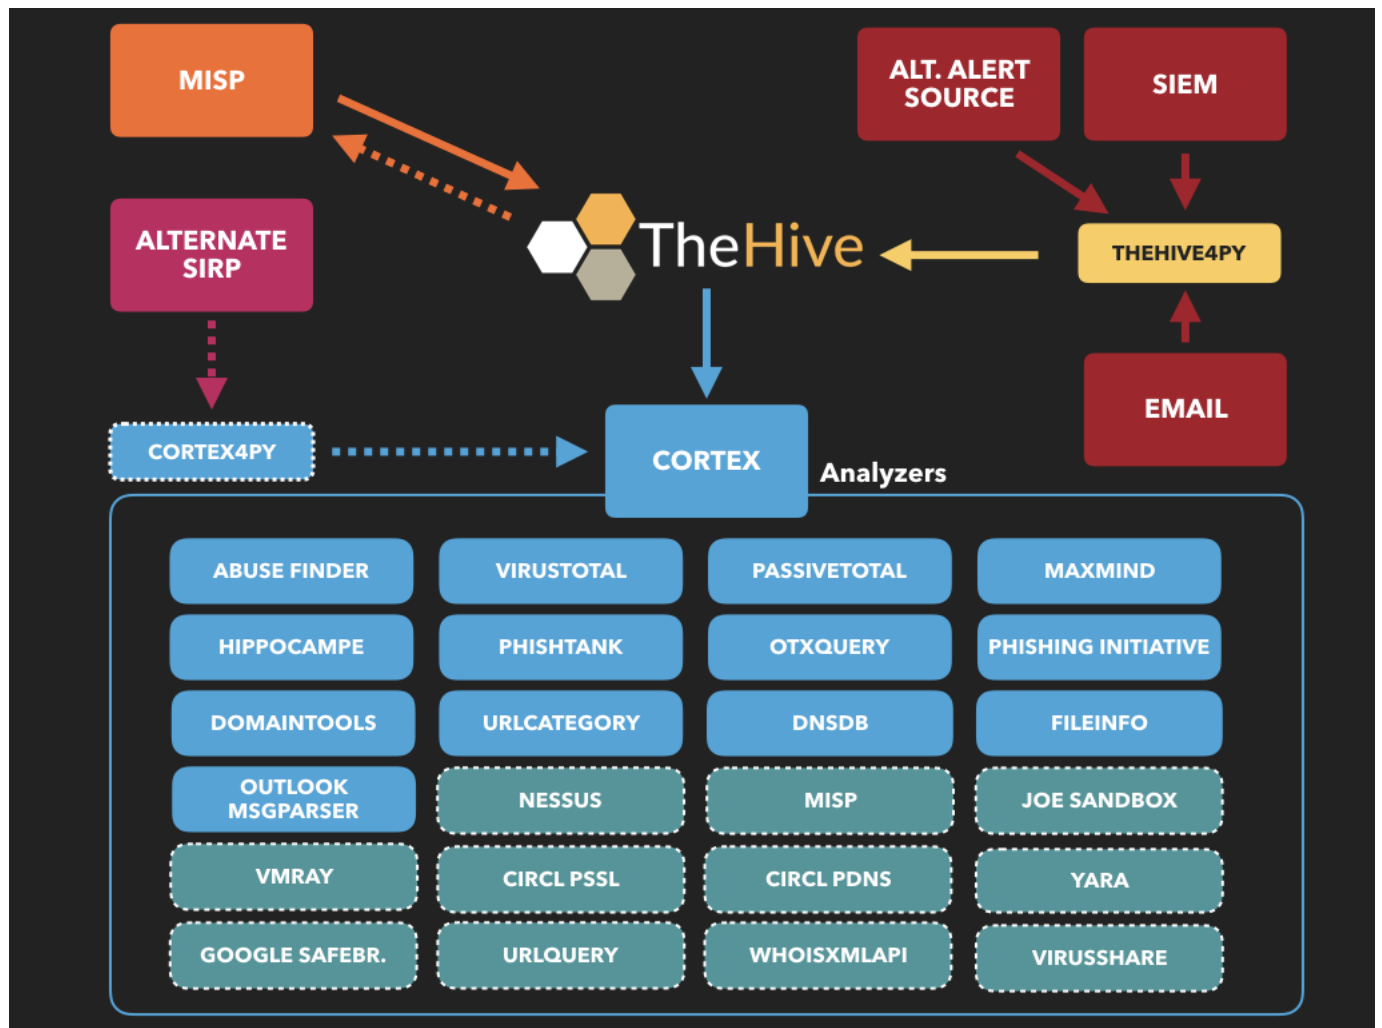 MISP
ALT. ALERT
SOURCE
SIEM
ALTERNATE
SIRP
TheHive
THEHIVE4PY
EMAIL
CORTEX4PY
CORTEX
Analyzers
ABUSE FINDER
VIRUSTOTAL
PASSIVETOTAL
MAXMIND
HIPPOCAMPE
PHISHTANK
OTXQUERY
PHISHING INITIATIVE
DOMAINTOOLS
URLCATEGORY
DNSDB
FILEINFO
OUTLOOK
MSGPARSER
NESSUS
MISP
JOE SANDBOX
VMRAY
CIRCL PSSL
CIRCL PDNS
YARA
GOOGLE SAFEBR.
URLQUERY
WHOISXMLAPI
VIRUSSHARE